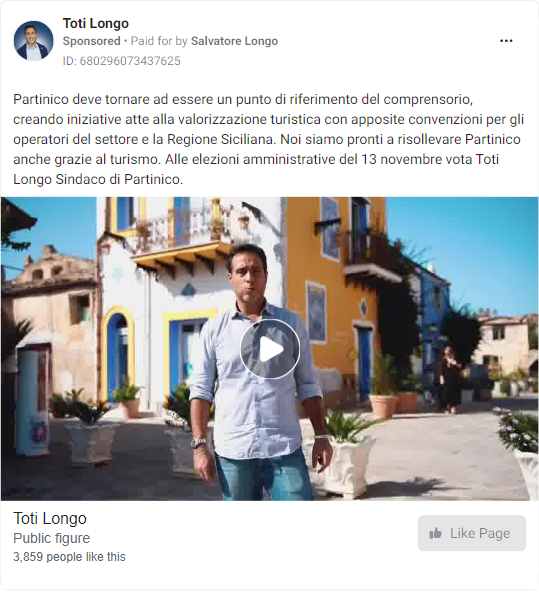 Toti Longo
Sponsored • Paid for by Salvatore Longo
ID: 680296073437625
Partinico deve tornare ad essere un punto di riferimento del comprensorio,
creando iniziative atte alla valorizzazione turistica con apposite convenzioni per gli
operatori del settore e la Regione Siciliana. Noi siamo pronti a risollevare Partinico
anche grazie al turismo. Alle elezioni amministrative del 13 novembre vota Toti
Longo Sindaco di Partinico.
Toti Longo
Public figure
3,859 people like this
Like Page